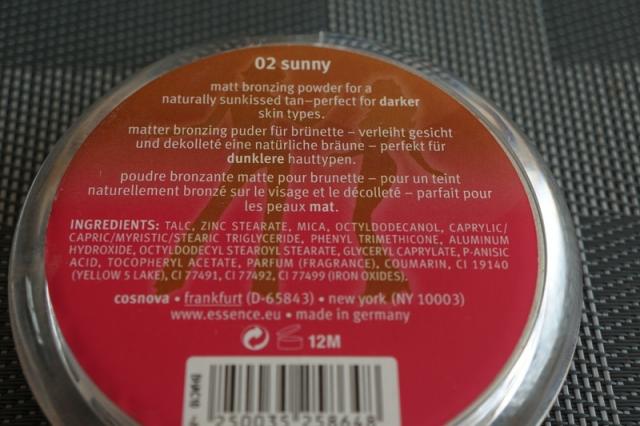 02 sunny
matt bronzing powder for a
naturally sunkissed tan–perfect for darker
skin types.
matter bronzing puder für brünette – verleiht gesicht
und dekolleté eine natürliche bräune – perfekt für
dunklere hauttypen.
poudre bronzante matte pour brunette – pour un teint
naturellement bronzé sur le visage et le décolleté – parfait pour
les peaux mat.
INGREDIENTS: TALC, ZINC STEARATE, MICA, OCTYLDODECANOL, CAPRYLIC/
CAPRIC/MYRISTIC/STEARIC TRIGLYCERIDE, PHENYL TRIMETHICONE, ALUMINUM
HYDROXIDE, OCTYLDODECYL STEAROYL STEARATE, GLYCERYL CAPRYLATE, P-ANISIC
ACID, TOCOPHERYL ACETATE, PARFUM (FRAGRANCE), COUMARIN, CI 19140
(YELLOW 5 LAKE), CI 77491, CI 77492, CI 77499 (IRON OXIDES).
cosnova • frankfurt (D-65843) • new york (NY 10003)
www.essence.eu • made in germany
12M
250035 258648